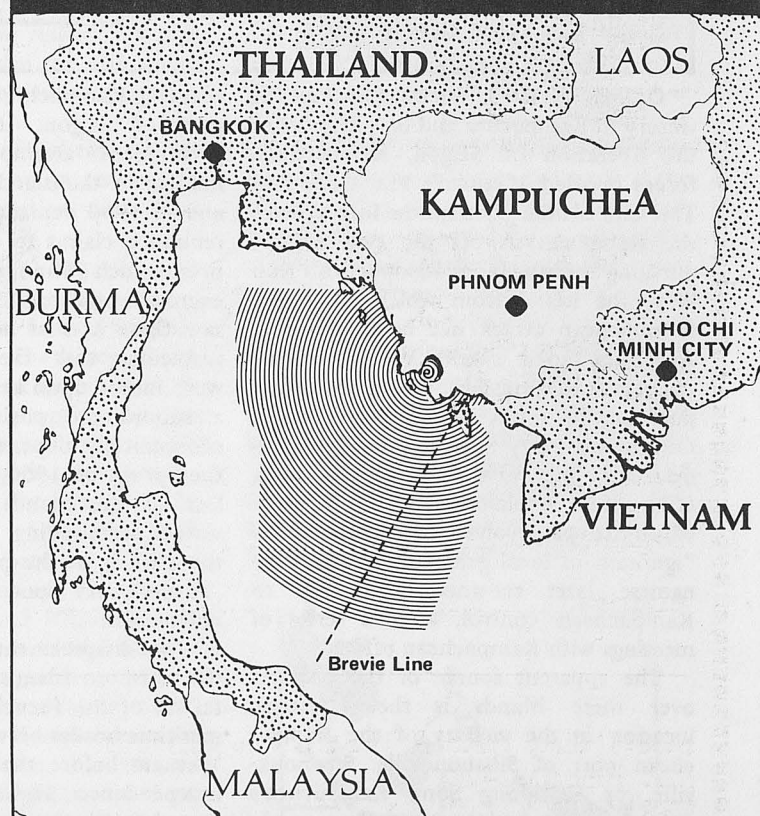 THAILAND
LAOS
BANGKOK
KAMPUCHEA
PHNOM PENH
BURMA
HO CHI
MINH CITY
VIETNAM
Brevie Line
MALAYSIA